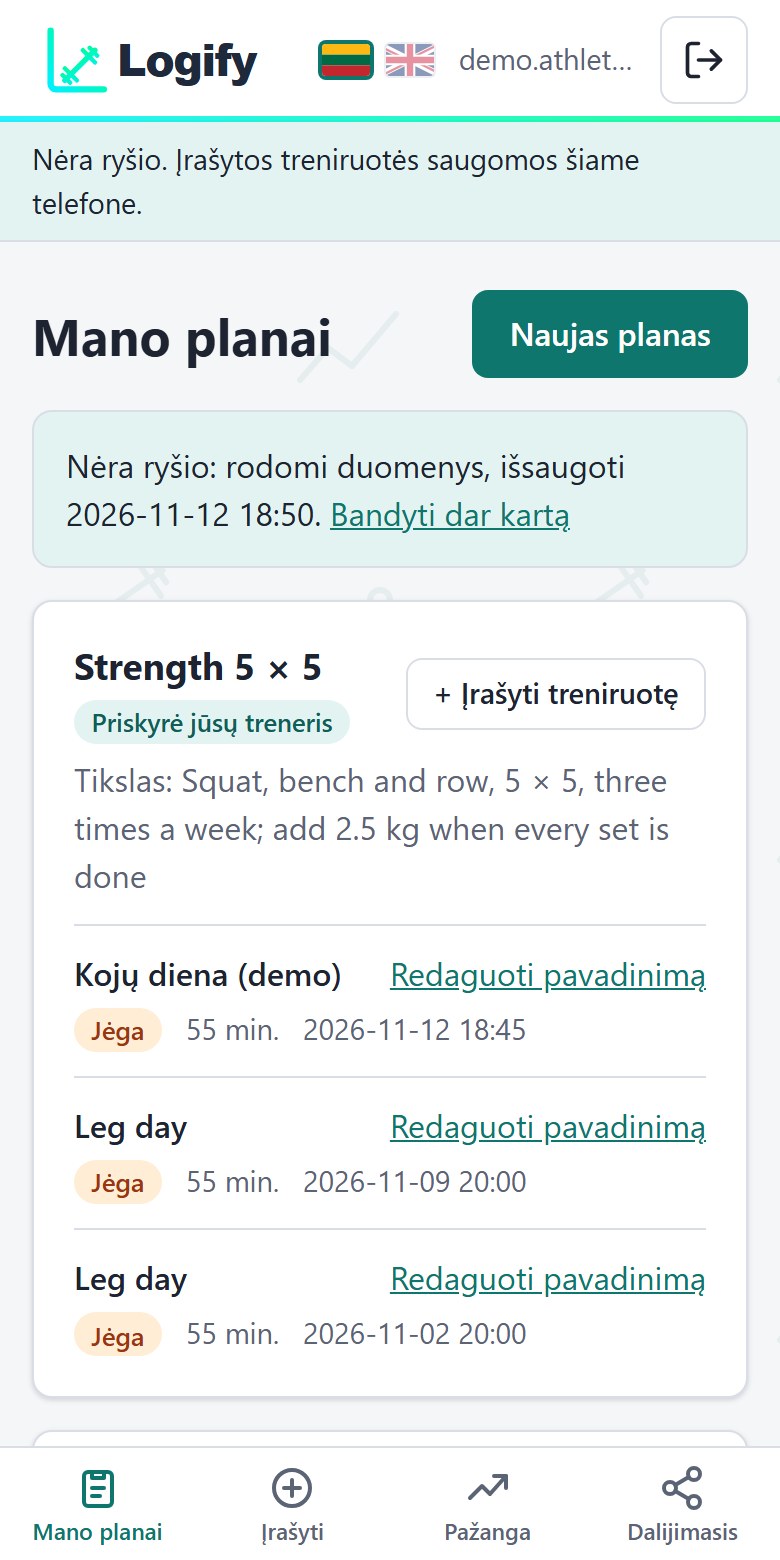 Logify
demo.athlet...
Nėra ryšio. Įrašytos treniruotės saugomos šiame
telefone.
Mano planai
Naujas planas
Nėra ryšio: rodomi duomenys, išsaugoti
2026-11-12 18:50. Bandyti dar kartą
Strength 5 × 5
+ Įrašyti treniruotę
Priskyrė jūsų treneris
Tikslas: Squat, bench and row, 5 × 5, three
times a week; add 2.5 kg when every set is
done
Kojų diena (demo) Redaguoti pavadinimą
Jėga 55 min. 2026-11-12 18:45
Leg day Redaguoti pavadinimą
Jėga 55 min. 2026-11-09 20:00
Leg day Redaguoti pavadinimą
Jėga 55 min. 2026-11-02 20:00
Mano planai Įrašyti Pažanga Dalijimasis